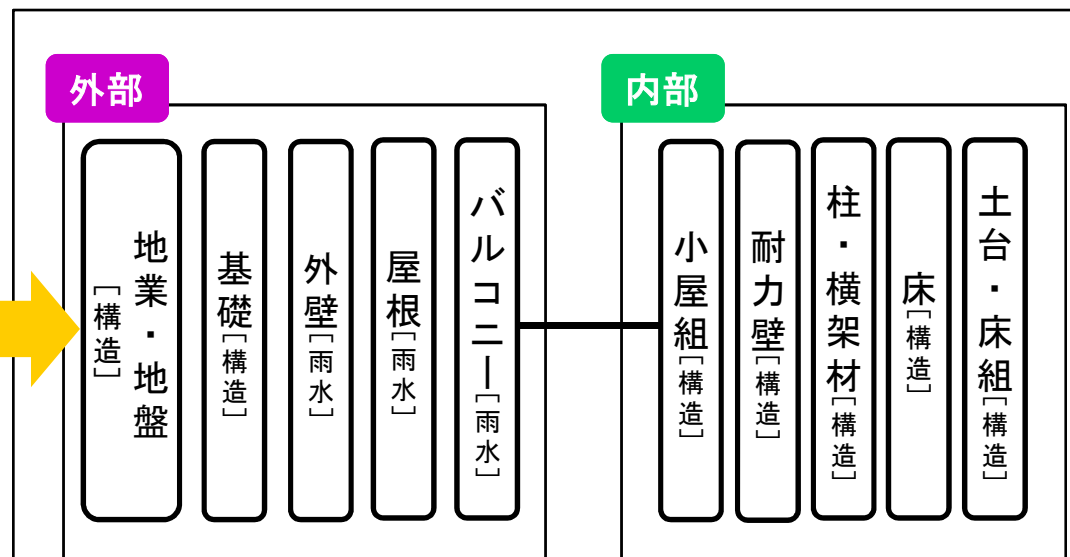 外部
地業・地盤
[構造]
基礎[構造]
外壁[雨水]
屋根[雨水]
バルコニー[雨水]
内部
小屋組[構造]
耐力壁[構造]
柱・横架材[構造]
床[構造]
土台・床組[構造]